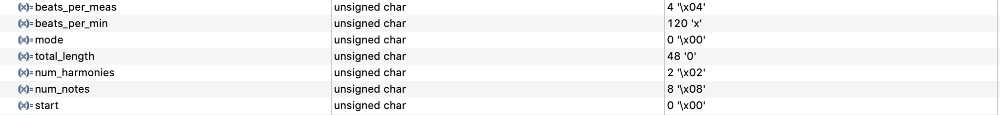 (x)= beats_per_meas unsigned char 4 '\x04'
(x)= beats_per_min unsigned char 120 'x'
(x)= mode unsigned char 0 '\x00'
(x)= total_length unsigned char 48 '0'
(x)= num_harmonies unsigned char 2 '\x02'
(x)= num_notes unsigned char 8 '\x08'
(x)= start unsigned char 0 '\x00'